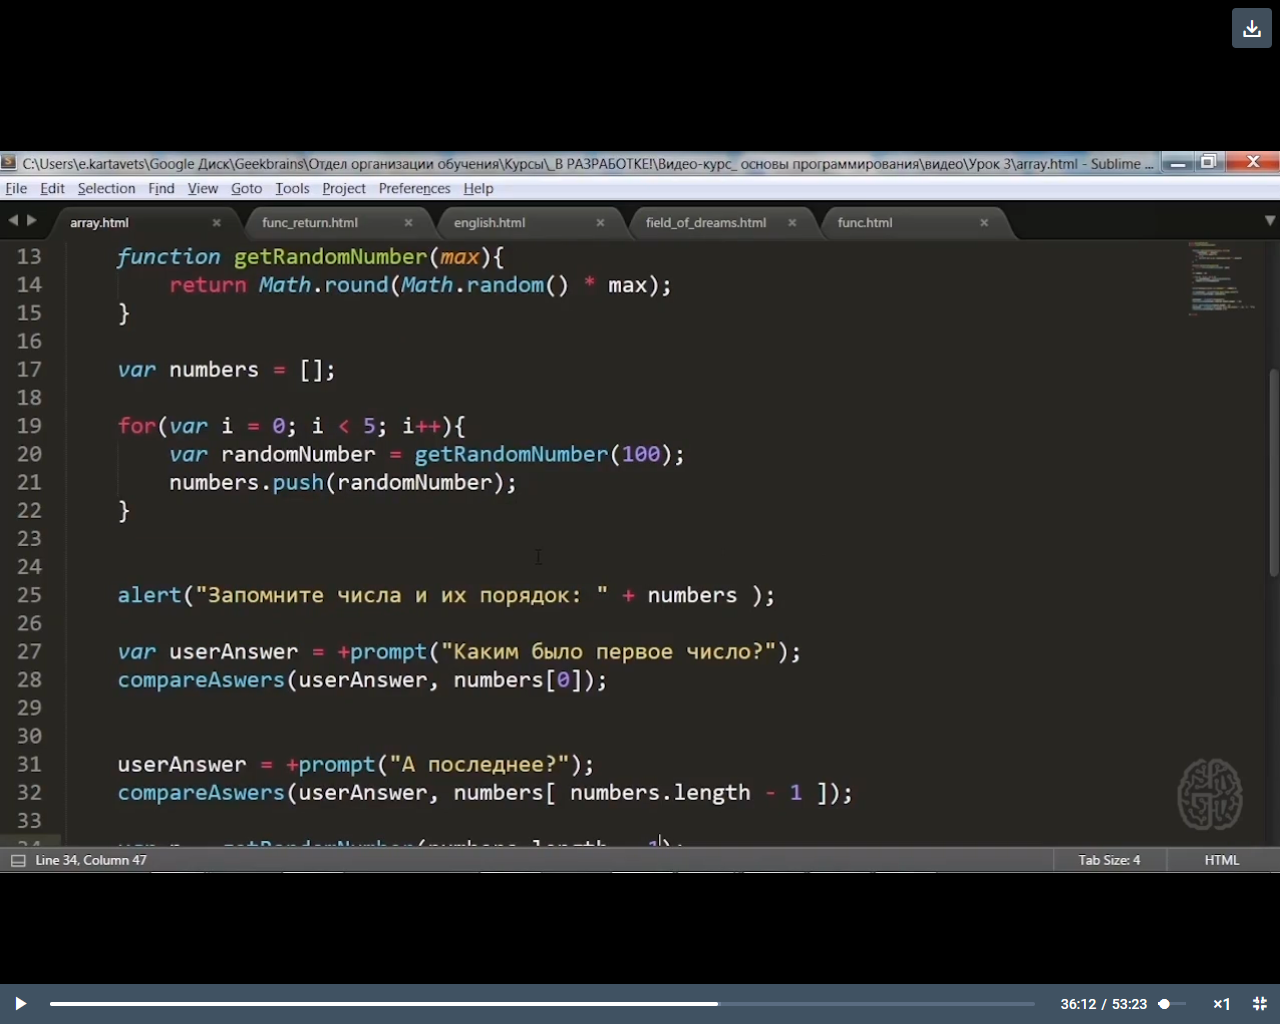 C:\Users\e.kartavets\Google Диск\Geekbrains\Отдел организации обучения\Курсы\_В РАЗРАБОТКЕ!\Видео-курс_ основы программирования\видео\Урок 3\array.html - Sublime ...
File Edit Selection Find View Goto Tools Project Preferences Help
array.html × func_return.html × english.html × field_of_dreams.html × func.html ×
13 function getRandomNumber(max){
14 return Math.round(Math.random() * max);
15 }
16
17 var numbers = [];
18
19 for(var i = 0; i < 5; i++){
20 var randomNumber = getRandomNumber(100);
21 numbers.push(randomNumber);
22 }
23
24
25 alert("Запомните числа и их порядок: " + numbers );
26
27 var userAnswer = +prompt("Каким было первое число?");
28 compareAswers(userAnswer, numbers[0]);
29
30
31 userAnswer = +prompt("А последнее?");
32 compareAswers(userAnswer, numbers[ numbers.length - 1 ]);
33
Line 34, Column 47 Tab Size: 4 HTML
36:12 / 53:23 ×1